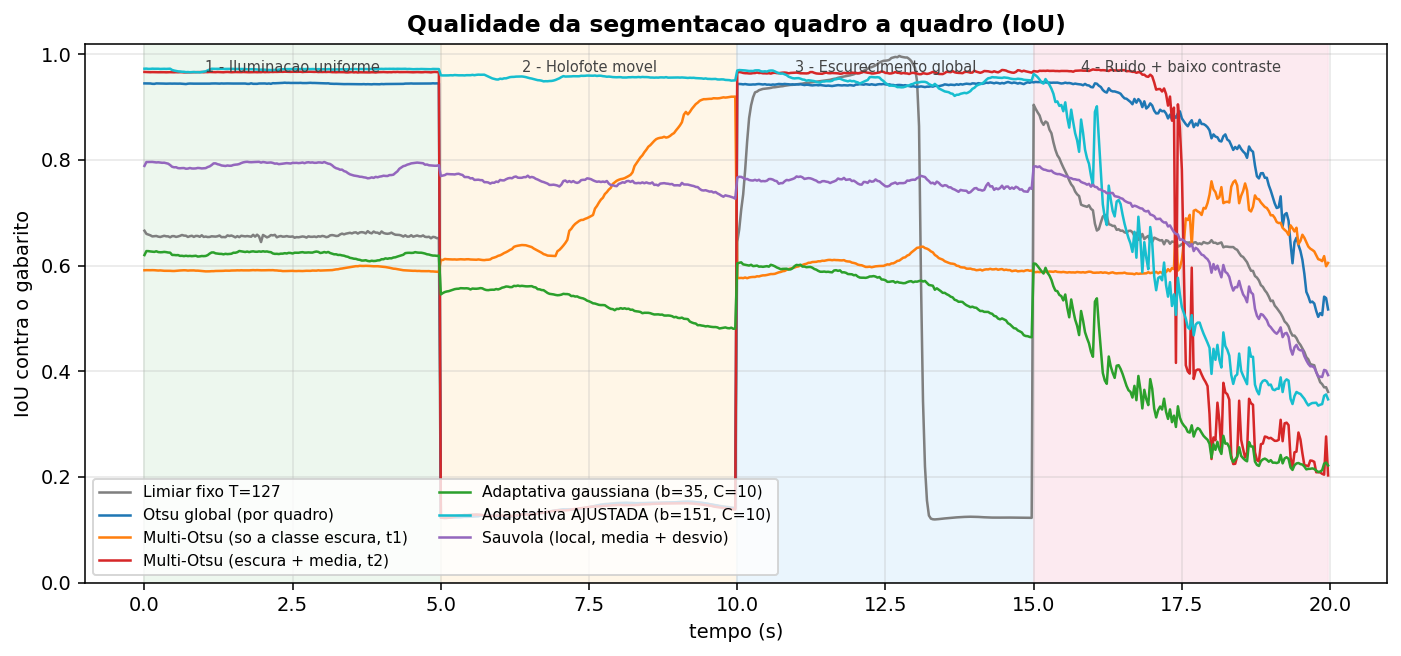 Qualidade da segmentacao quadro a quadro (IoU)
1 - Iluminacao uniforme
2 - Holofote movel
3 - Escurecimento global
4 - Ruido + baixo contraste
IoU contra o gabarito
1.0
0.8
0.6
0.4
0.2
0.0
Limiar fixo T=127
Otsu global (por quadro)
Multi-Otsu (so a classe escura, t1)
Multi-Otsu (escura + media, t2)
Adaptativa gaussiana (b=35, C=10)
Adaptativa AJUSTADA (b=151, C=10)
Sauvola (local, media + desvio)
0.0 2.5 5.0 7.5 10.0 12.5 15.0 17.5 20.0
tempo (s)